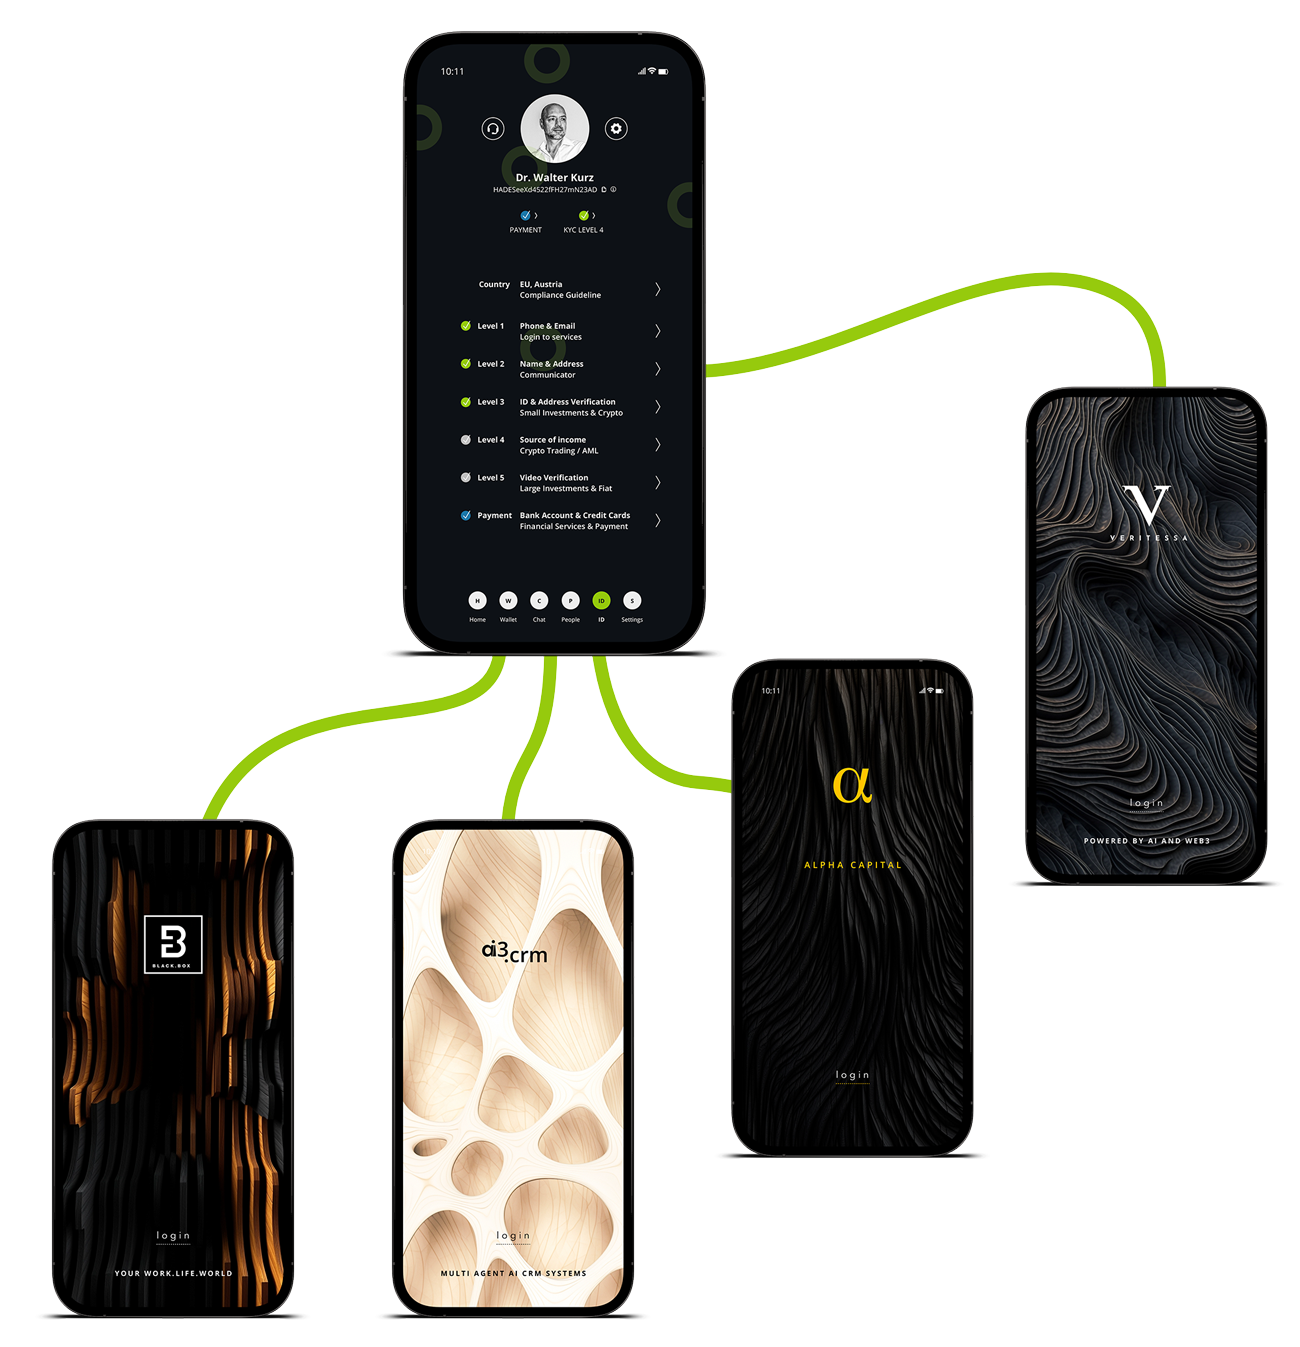 10:11
Dr. Walter Kurz
HADESeeXd4522fFH27mN23AD
PAYMENT
KYC LEVEL 4
Country
EU, Austria
Compliance Guideline
Level 1
Phone & Email
Login to services
Level 2
Name & Address
Communicator
Level 3
ID & Address Verification
Small Investments & Crypto
Level 4
Source of income
Crypto Trading / AML
Level 5
Video Verification
Large Investments & Fiat
Payment
Bank Account & Credit Cards
Financial Services & Payment
H W C P ID S
Home Wallet Chat People ID Settings
V
VERITESSA
login
POWERED BY AI AND WEB3
10:11
α
ALPHA CAPITAL
login
B
BLACK.BOX
login
YOUR WORK.LIFE.WORLD
ai3.crm
login
MULTI AGENT AI CRM SYSTEMS